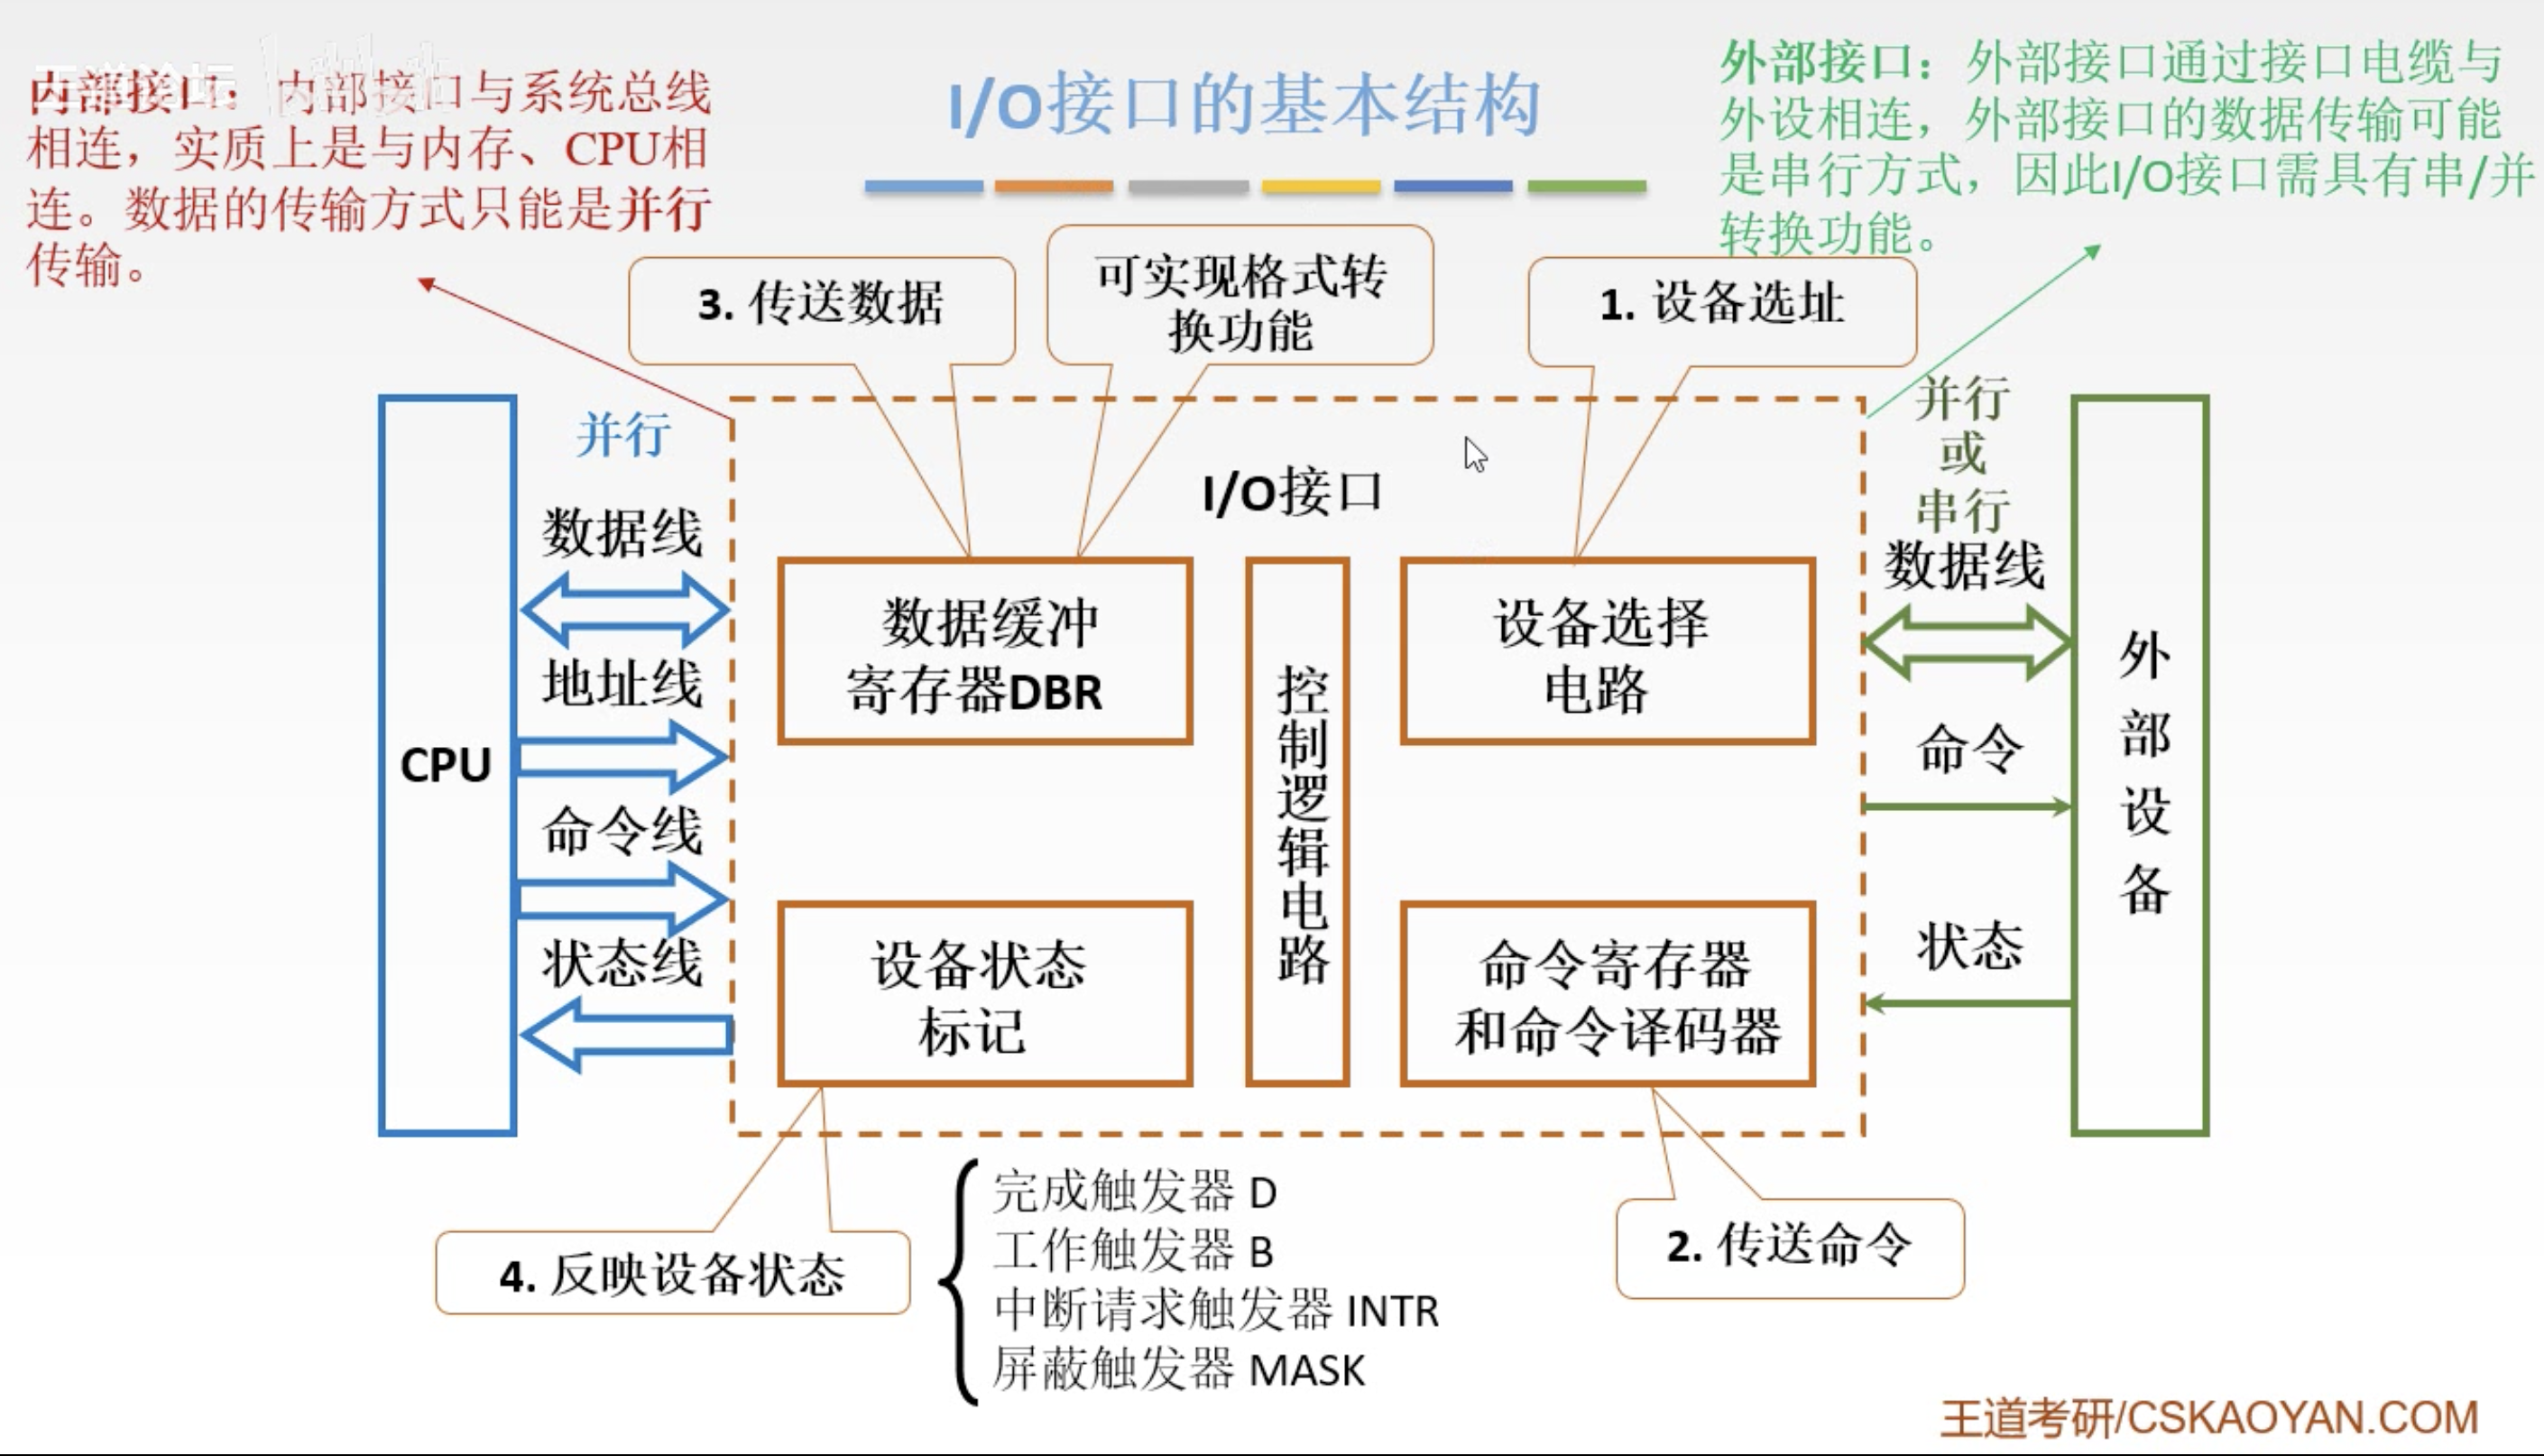 王道论坛
内部接口：内部接口与系统总线
相连，实质上是与内存、CPU相
连。数据的传输方式只能是并行
传输。
I/O接口的基本结构
外部接口：外部接口通过接口电缆与
外设相连，外部接口的数据传输可能
是串行方式，因此I/O接口需具有串/并
转换功能。
3. 传送数据
可实现格式转
换功能
1. 设备选址
CPU
并行
数据线
地址线
命令线
状态线
I/O接口
数据缓冲
寄存器DBR
控制逻辑电路
设备选择
电路
设备状态
标记
命令寄存器
和命令译码器
并行
或
串行
数据线
命令
状态
外部设备
4. 反映设备状态
完成触发器 D
工作触发器 B
中断请求触发器 INTR
屏蔽触发器 MASK
2. 传送命令
王道考研/CSKAOYAN.COM